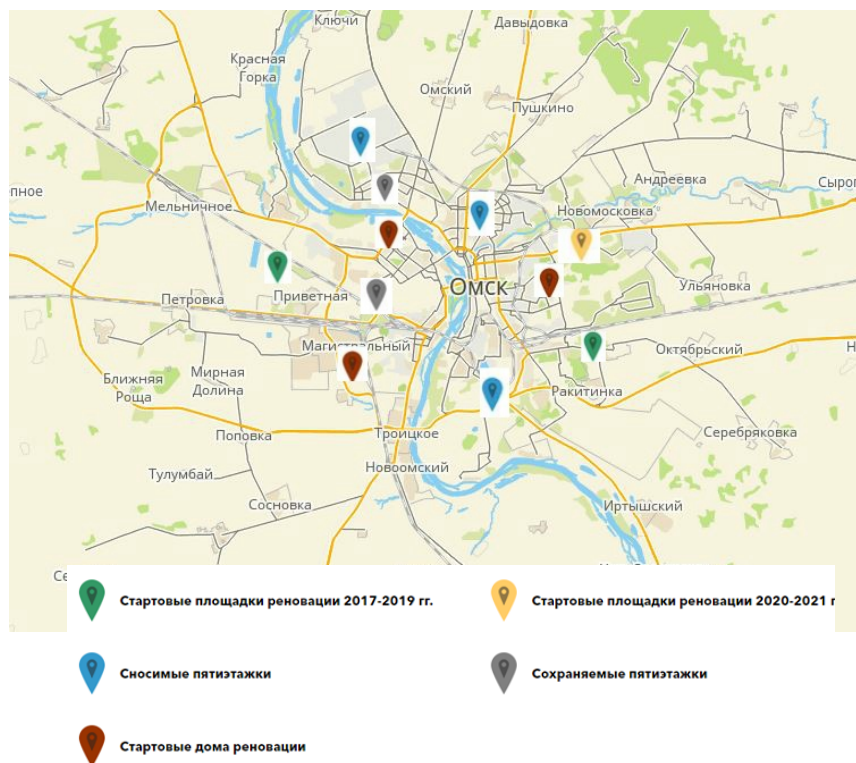 Ключи
Давыдовка
Красная
Горка
Омский
Пушкино
Андреевка
Мельничное
Новомосковка
Омск
Петровка
Приветная
Ульяновка
Магистральный
Октябрьский
Ближняя
Роща
Мирная
Долина
Ракитинка
Поповка
Троицкое
Серебряковка
Тулумбай
Новоомский
Сосновка
Иртышский
Стартовые площадки реновации 2017-2019 гг.
Стартовые площадки реновации 2020-2021 г
Сносимые пятиэтажки
Сохраняемые пятиэтажки
Стартовые дома реновации